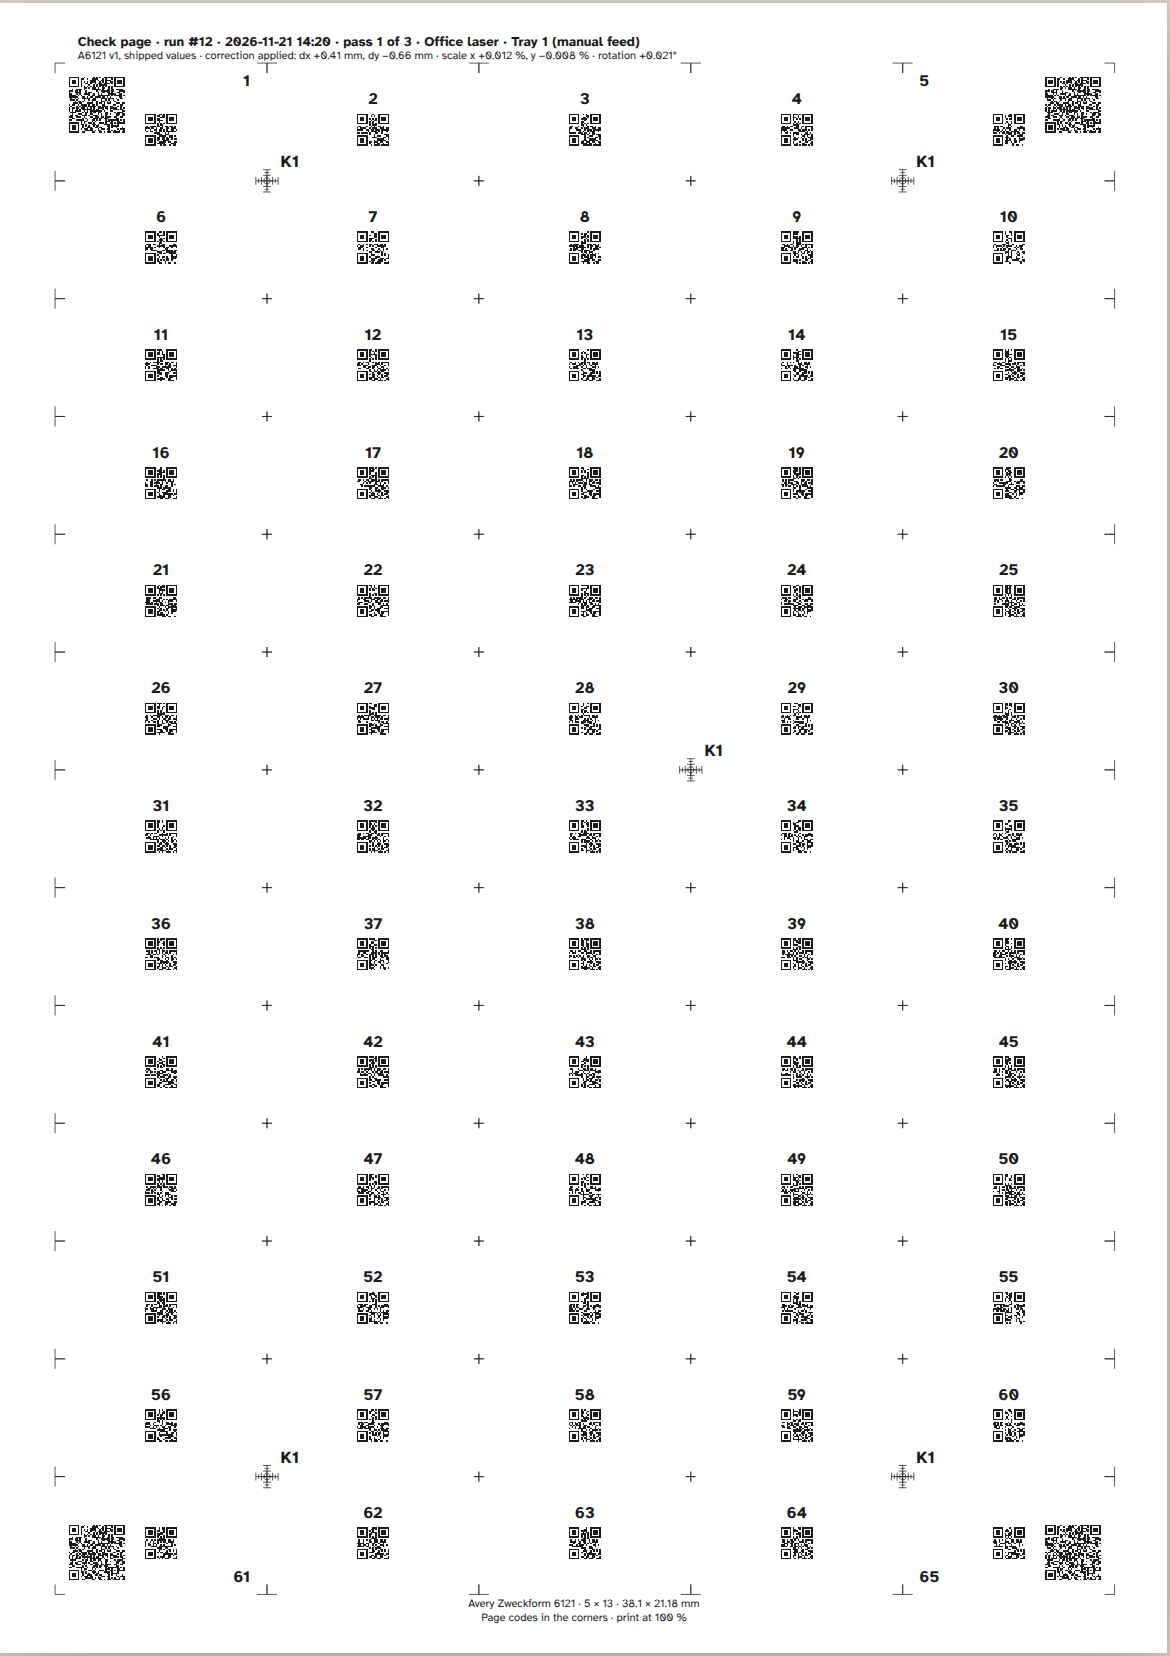 Check page · run #12 · 2026-11-21 14:20 · pass 1 of 3 · Office laser · Tray 1 (manual feed)
A6121 v1, shipped values · correction applied: dx +0.41 mm, dy −0.66 mm · scale x +0.012 %, y −0.008 % · rotation +0.021°
1 5
2 3 4
K1 K1
6 7 8 9 10
11 12 13 14 15
16 17 18 19 20
21 22 23 24 25
26 27 28 29 30
K1
31 32 33 34 35
36 37 38 39 40
41 42 43 44 45
46 47 48 49 50
51 52 53 54 55
56 57 58 59 60
K1 K1
62 63 64
61 65
Avery Zweckform 6121 · 5 × 13 · 38.1 × 21.18 mm
Page codes in the corners · print at 100 %